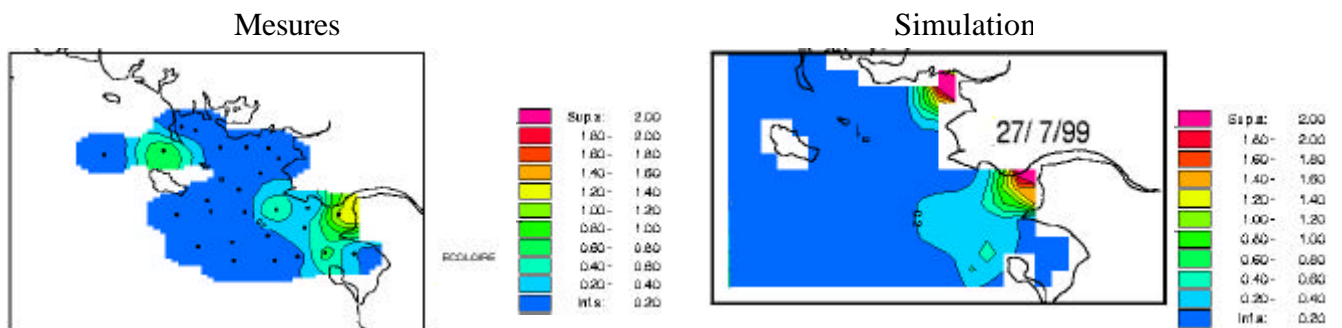 Mesures
Simulation
Sup.à: 2.00
1.80 - 2.00
1.60 - 1.80
1.40 - 1.60
1.20 - 1.40
1.00 - 1.20
0.80 - 1.00
0.60 - 0.80
0.40 - 0.60
0.20 - 0.40
Inf.à: 0.20
ECOLOIRE
27/ 7/99
Sup.à: 2.00
1.80 - 2.00
1.60 - 1.80
1.40 - 1.60
1.20 - 1.40
1.00 - 1.20
0.80 - 1.00
0.60 - 0.80
0.40 - 0.60
0.20 - 0.40
Inf.à: 0.20